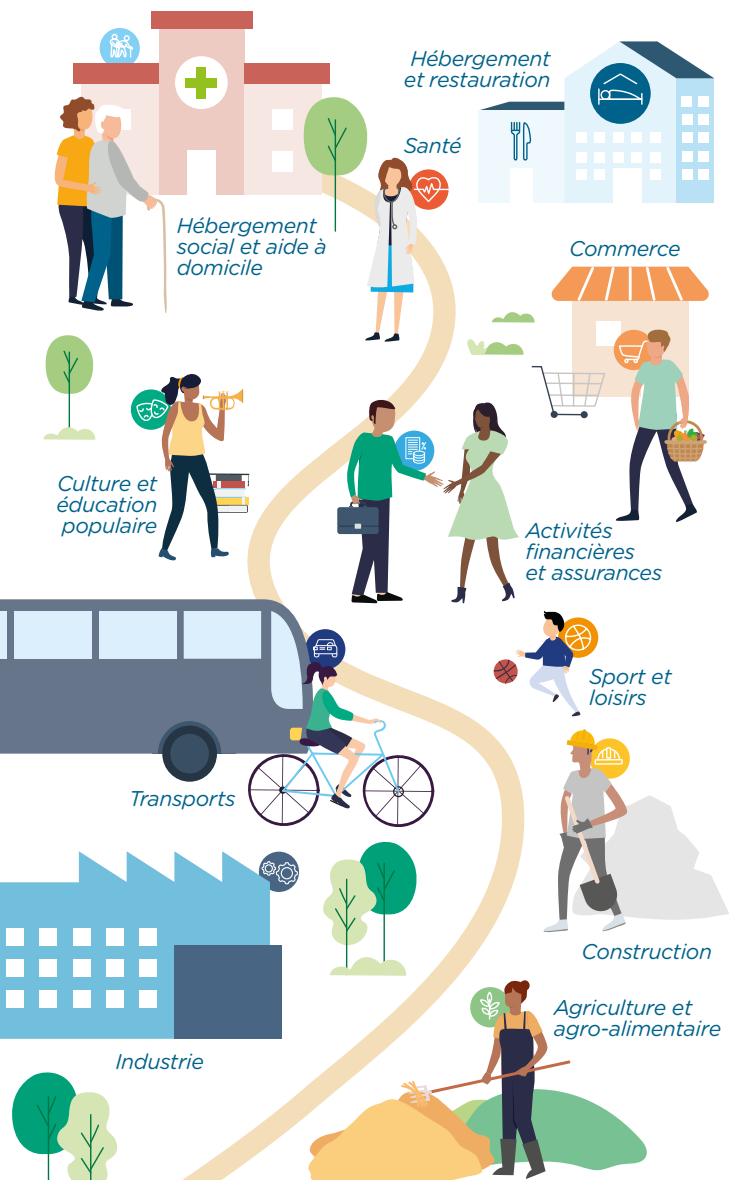 Hébergement
et restauration
Santé
Hébergement
social et aide à
domicile
Commerce
Culture et
éducation
populaire
Activités
financières
et assurances
Sport et
loisirs
Transports
Construction
Agriculture et
agro-alimentaire
Industrie